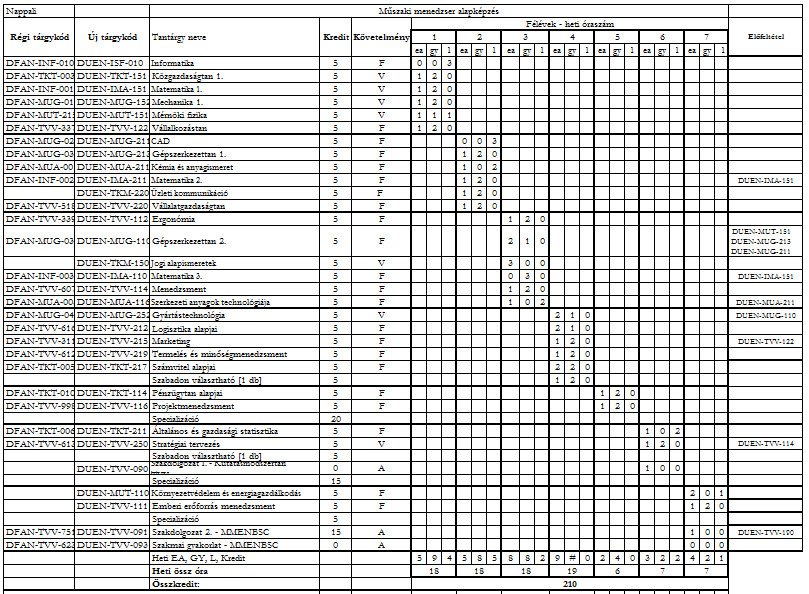 Nappali Műszaki menedzser alapképzés
Régi tárgykód Új tárgykód Tantárgy neve Kredit Követelmény Félévek - heti óraszám Előfeltétel
1 2 3 4 5 6 7
ea gy l ea gy l ea gy l ea gy l ea gy l ea gy l ea gy l
DFAN-INF-010 DUEN-ISF-010 Informatika 5 F 0 0 3
DFAN-TKT-003 DUEN-TKT-151 Közgazdaságtan 1. 5 V 1 2 0
DFAN-INF-001 DUEN-IMA-151 Matematika 1. 5 V 1 2 0
DFAN-MUG-01 DUEN-MUG-152 Mechanika 1. 5 V 1 2 0
DFAN-MUT-21 DUEN-MUT-151 Mérnöki fizika 5 V 1 1 1
DFAN-TVV-337 DUEN-TVV-122 Vállalkozástan 5 F 1 2 0
DFAN-MUG-02 DUEN-MUG-211 CAD 5 F 0 0 3
DFAN-MUG-03 DUEN-MUG-213 Gépszerkezettan 1. 5 F 1 2 0
DFAN-MUA-00 DUEN-MUA-211 Kémia és anyagismeret 5 F 1 0 2
DFAN-INF-002 DUEN-IMA-211 Matematika 2. 5 F 1 2 0 DUEN-IMA-151
DUEN-TKM-220 Üzleti kommunikáció 5 F 1 2 0
DFAN-TVV-518 DUEN-TVV-220 Vállalatgazdaságtan 5 F 1 2 0
DFAN-TVV-339 DUEN-TVV-112 Ergonómia 5 F 1 2 0
DFAN-MUG-03 DUEN-MUG-110 Gépszerkezettan 2. 5 F 2 1 0 DUEN-MUT-151
DUEN-MUG-213
DUEN-MUG-211
DUEN-TKM-150 Jogi alapismeretek 5 V 3 0 0
DFAN-INF-003 DUEN-IMA-110 Matematika 3. 5 F 0 3 0 DUEN-IMA-151
DFAN-TVV-607 DUEN-TVV-114 Menedzsment 5 F 1 2 0
DFAN-MUA-00 DUEN-MUA-116 Szerkezeti anyagok technológiája 5 F 1 0 2 DUEN-MUA-211
DFAN-MUG-04 DUEN-MUG-252 Gyártástechnológia 5 V 2 1 0 DUEN-MUG-110
DFAN-TVV-616 DUEN-TVV-212 Logisztika alapjai 5 F 2 1 0
DFAN-TVV-311 DUEN-TVV-215 Marketing 5 F 1 2 0 DUEN-TVV-122
DFAN-TVV-612 DUEN-TVV-219 Termelés és minőségmenedzsment 5 F 1 2 0
DFAN-TKT-005 DUEN-TKT-217 Számvitel alapjai 5 F 2 2 0
Szabadon választható [1 db] 5 1 2 0
DFAN-TKT-010 DUEN-TKT-114 Pénzügytan alapjai 5 F 1 2 0
DFAN-TVV-998 DUEN-TVV-116 Projektmenedzsment 5 F 1 2 0
Specializáció 20
DFAN-TKT-006 DUEN-TKT-211 Általános és gazdasági statisztika 5 F 1 0 2
DFAN-TVV-613 DUEN-TVV-250 Stratégiai tervezés 5 V 1 2 0 DUEN-TVV-114
Szabadon választható [1 db] 5
DUEN-TVV-090 Szakdolgozat 1. - Kutatásmódszertan 0 A 1 0 0
Specializáció 15
DUEN-MUT-110 Környezetvédelem és energiagazdálkodás 5 F 2 0 1
DUEN-TVV-111 Emberi erőforrás menedzsment 5 F 1 2 0
Specializáció 5
DFAN-TVV-751 DUEN-TVV-091 Szakdolgozat 2. - MMENBSC 15 A 1 0 0 DUEN-TVV-190
DFAN-TVV-623 DUEN-TVV-093 Szakmai gyakorlat - MMENBSC 0 A 0 0 0
Heti EA, GY, L, Kredit 5 9 4 5 8 5 8 8 2 9 # 0 2 4 0 3 2 2 4 2 1
Heti össz óra 18 18 18 19 6 7 7
Összkredit: 210